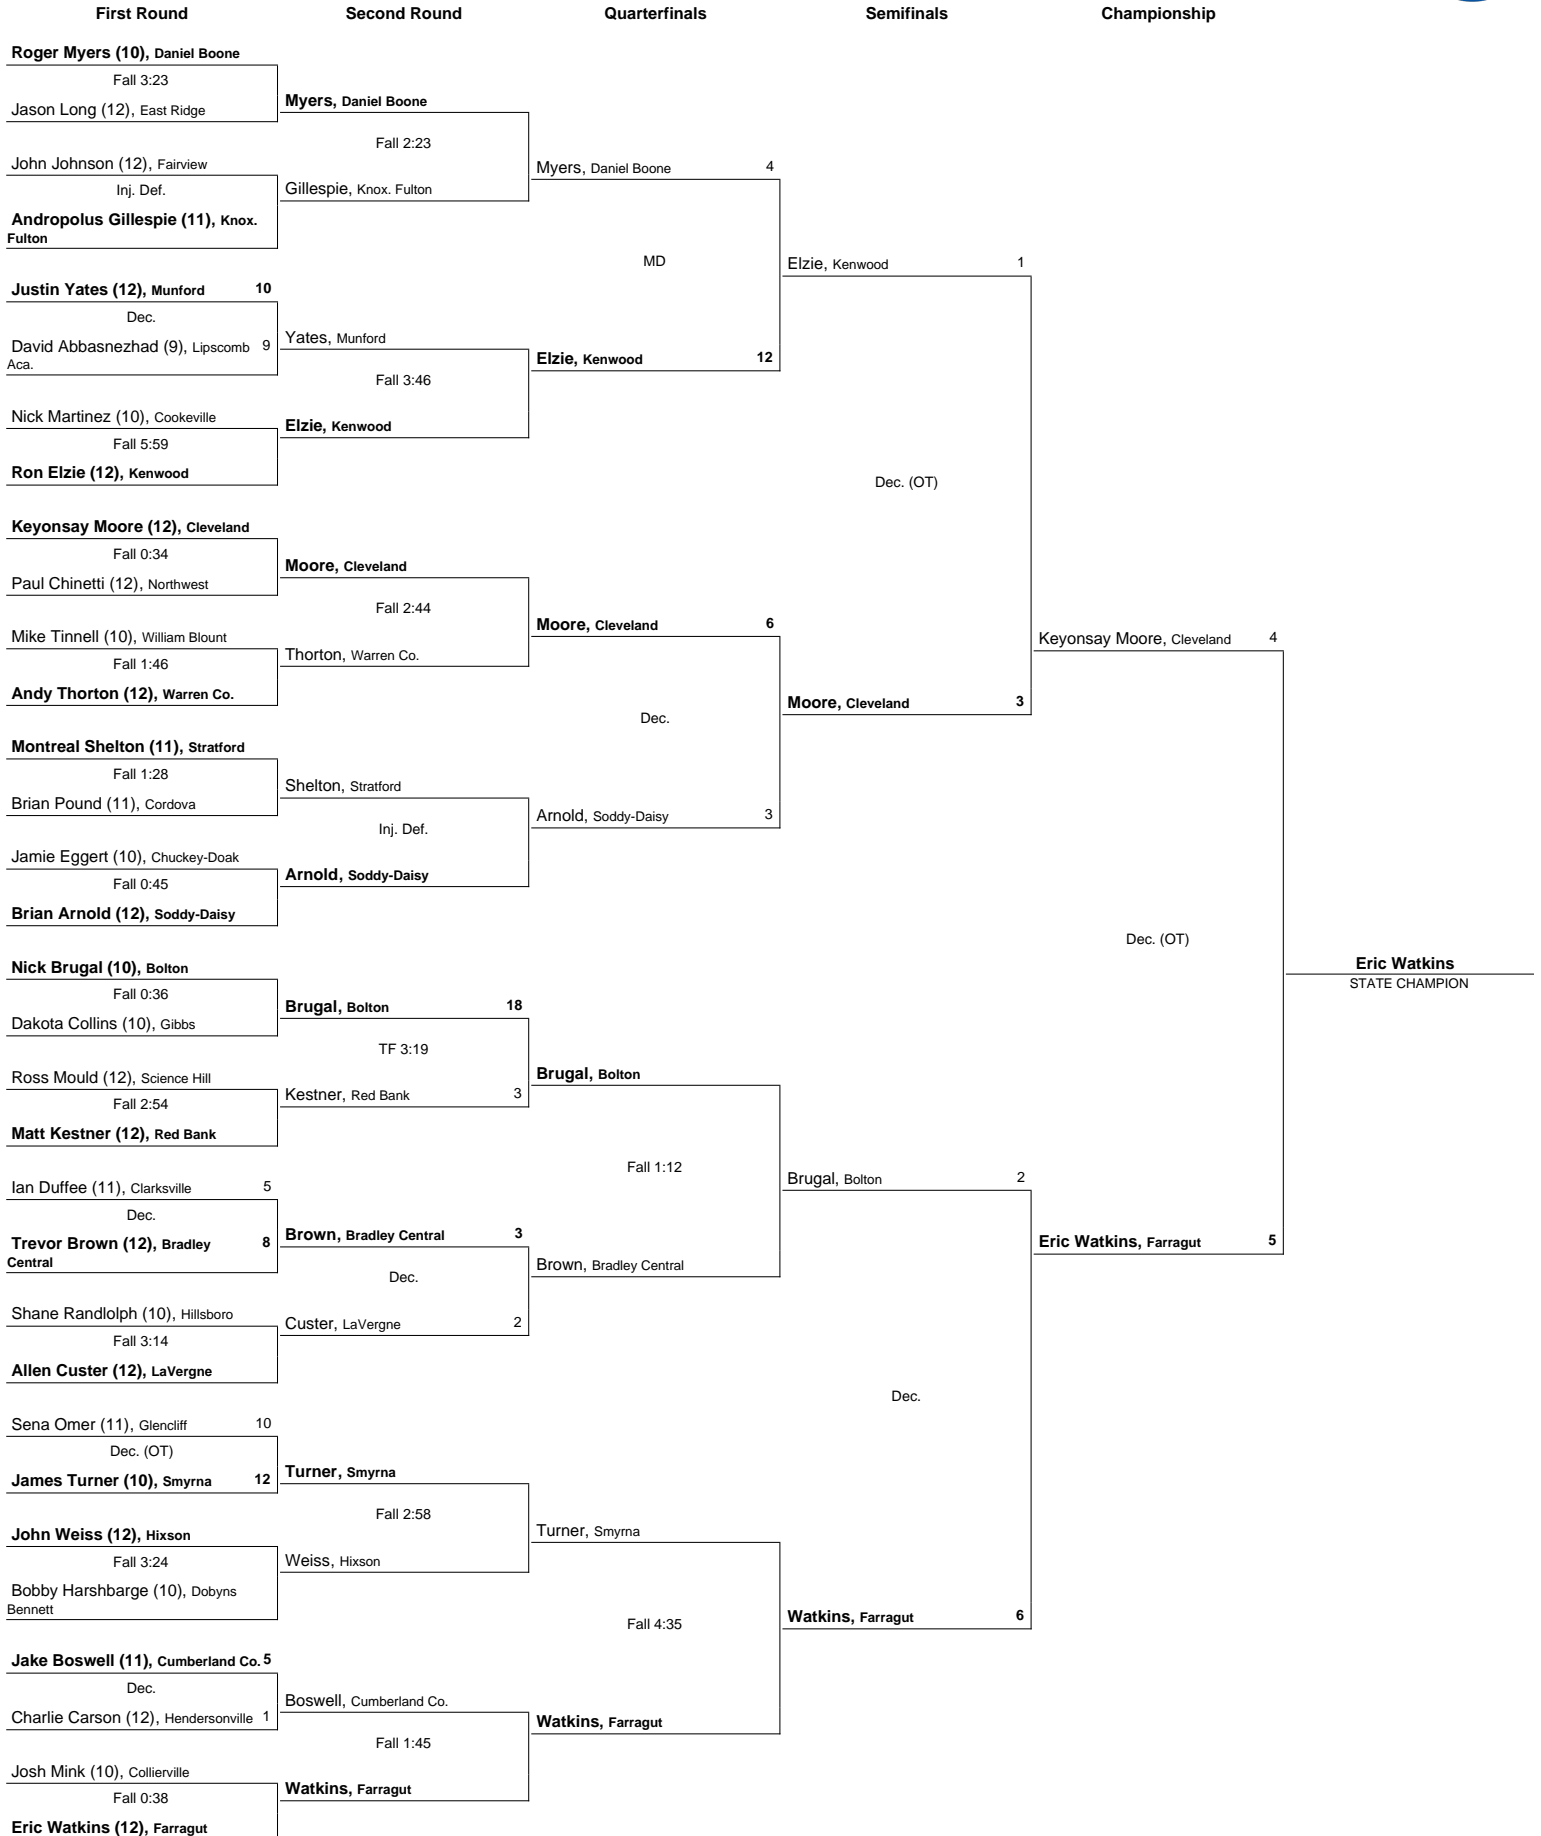 First Round
Second Round
Quarterfinals
Semifinals
Championship
Roger Myers (10), Daniel Boone
Fall 3:23
Jason Long (12), East Ridge
John Johnson (12), Fairview
Inj. Def.
Andropolus Gillespie (11), Knox.
Fulton
Justin Yates (12), Munford 10
Dec.
David Abbasnezhad (9), Lipscomb 9
Aca.
Nick Martinez (10), Cookeville
Fall 5:59
Ron Elzie (12), Kenwood
Keyonsay Moore (12), Cleveland
Fall 0:34
Paul Chinetti (12), Northwest
Mike Tinnell (10), William Blount
Fall 1:46
Andy Thorton (12), Warren Co.
Montreal Shelton (11), Stratford
Fall 1:28
Brian Pound (11), Cordova
Jamie Eggert (10), Chuckey-Doak
Fall 0:45
Brian Arnold (12), Soddy-Daisy
Nick Brugal (10), Bolton
Fall 0:36
Dakota Collins (10), Gibbs
Ross Mould (12), Science Hill
Fall 2:54
Matt Kestner (12), Red Bank
Ian Duffee (11), Clarksville 5
Dec.
Trevor Brown (12), Bradley 8
Central
Shane Randlolph (10), Hillsboro
Fall 3:14
Allen Custer (12), LaVergne
Sena Omer (11), Glencliff 10
Dec. (OT)
James Turner (10), Smyrna 12
John Weiss (12), Hixson
Fall 3:24
Bobby Harshbarge (10), Dobyns
Bennett
Jake Boswell (11), Cumberland Co. 5
Dec.
Charlie Carson (12), Hendersonville 1
Josh Mink (10), Collierville
Fall 0:38
Eric Watkins (12), Farragut
Myers, Daniel Boone
Fall 2:23
Gillespie, Knox. Fulton
Yates, Munford
Fall 3:46
Elzie, Kenwood
Moore, Cleveland
Fall 2:44
Thorton, Warren Co.
Shelton, Stratford
Inj. Def.
Arnold, Soddy-Daisy
Brugal, Bolton 18
TF 3:19
Kestner, Red Bank 3
Brown, Bradley Central 3
Dec.
Custer, LaVergne 2
Turner, Smyrna
Fall 2:58
Weiss, Hixson
Boswell, Cumberland Co.
Fall 1:45
Watkins, Farragut
Myers, Daniel Boone 4
MD
Elzie, Kenwood 12
Moore, Cleveland 6
Dec.
Arnold, Soddy-Daisy 3
Brugal, Bolton
Fall 1:12
Brown, Bradley Central
Turner, Smyrna
Fall 4:35
Watkins, Farragut
Elzie, Kenwood 1
Dec. (OT)
Moore, Cleveland 3
Brugal, Bolton 2
Dec.
Watkins, Farragut 6
Keyonsay Moore, Cleveland 4
Dec. (OT)
Eric Watkins, Farragut 5
Eric Watkins
STATE CHAMPION